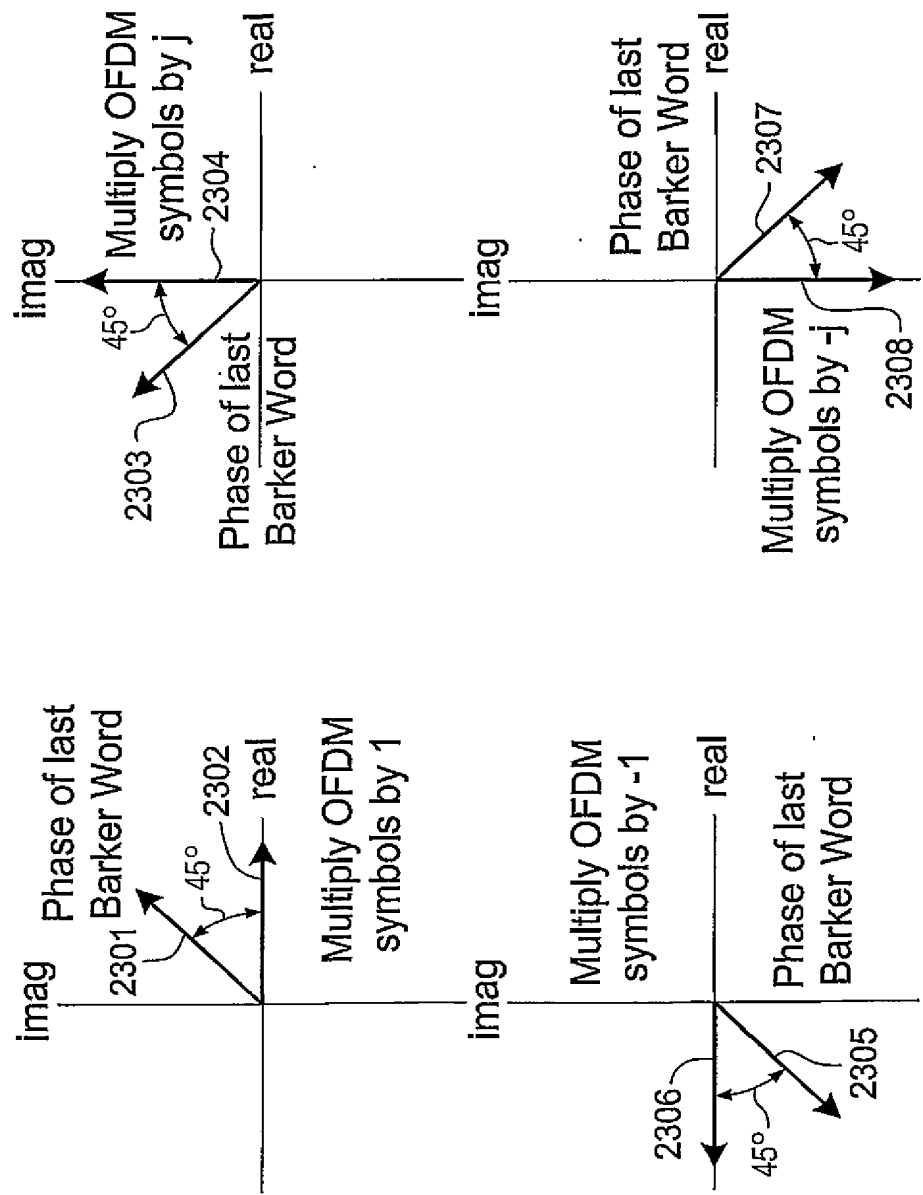 imag
Phase of last
Barker Word
2301
45°
2302
real
Multiply OFDM
symbols by 1
imag
Multiply OFDM
symbols by j
2304
real
45°
2303
Phase of last
Barker Word
imag
Multiply OFDM
symbols by -1
real
2306
45°
2305
Phase of last
Barker Word
imag
Phase of last
Barker Word
real
2307
45°
Multiply OFDM
symbols by -j
2308